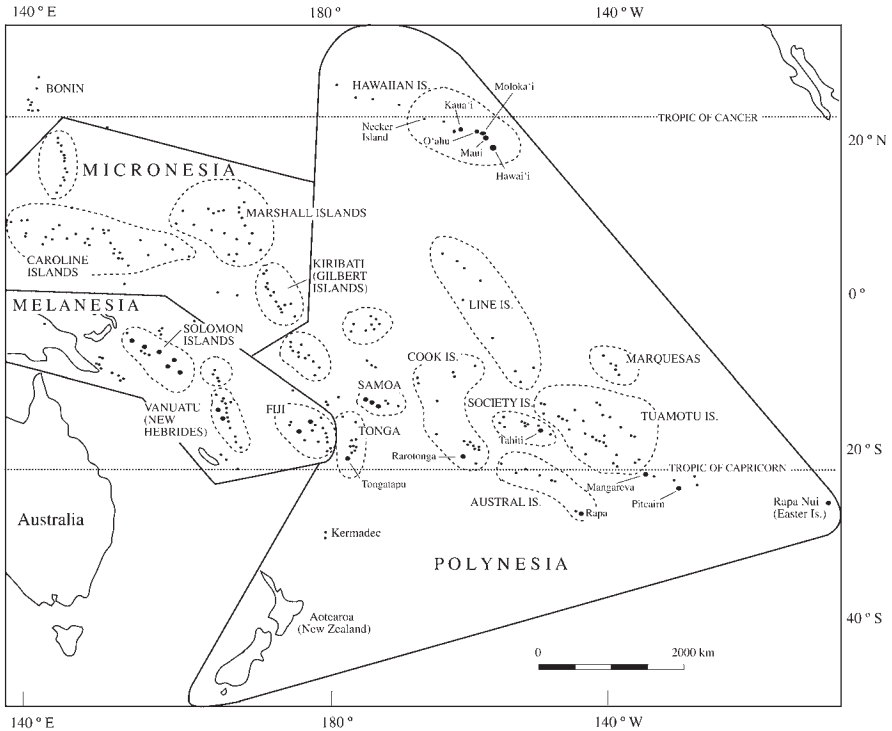 140 º E
180 º
140 º W
BONIN
HAWAIIAN IS.
Moloka‘i
Kaua‘i
TROPIC OF CANCER
Necker
Island
O‘ahu
20 º N
Maui
MICRONESIA
Hawai‘i
MARSHALL ISLANDS
CAROLINE
ISLANDS
KIRIBATI
(GILBERT
ISLANDS)
0 º
MELANESIA
LINE IS.
SOLOMON
ISLANDS
COOK IS.
MARQUESAS
SAMOA
SOCIETY IS.
VANUATU
(NEW
HEBRIDES)
FIJI
TUAMOTU IS.
TONGA
Tahiti
20 º S
Rarotonga
TROPIC OF CAPRICORN
Tongatapu
Mangareva
AUSTRAL IS.
Pitcairn
Rapa Nui
(Easter Is.)
Rapa
Australia
Kermadec
POLYNESIA
Aotearoa
(New Zealand)
40 º S
0
2000 km
140 º E
180 º
140 º W